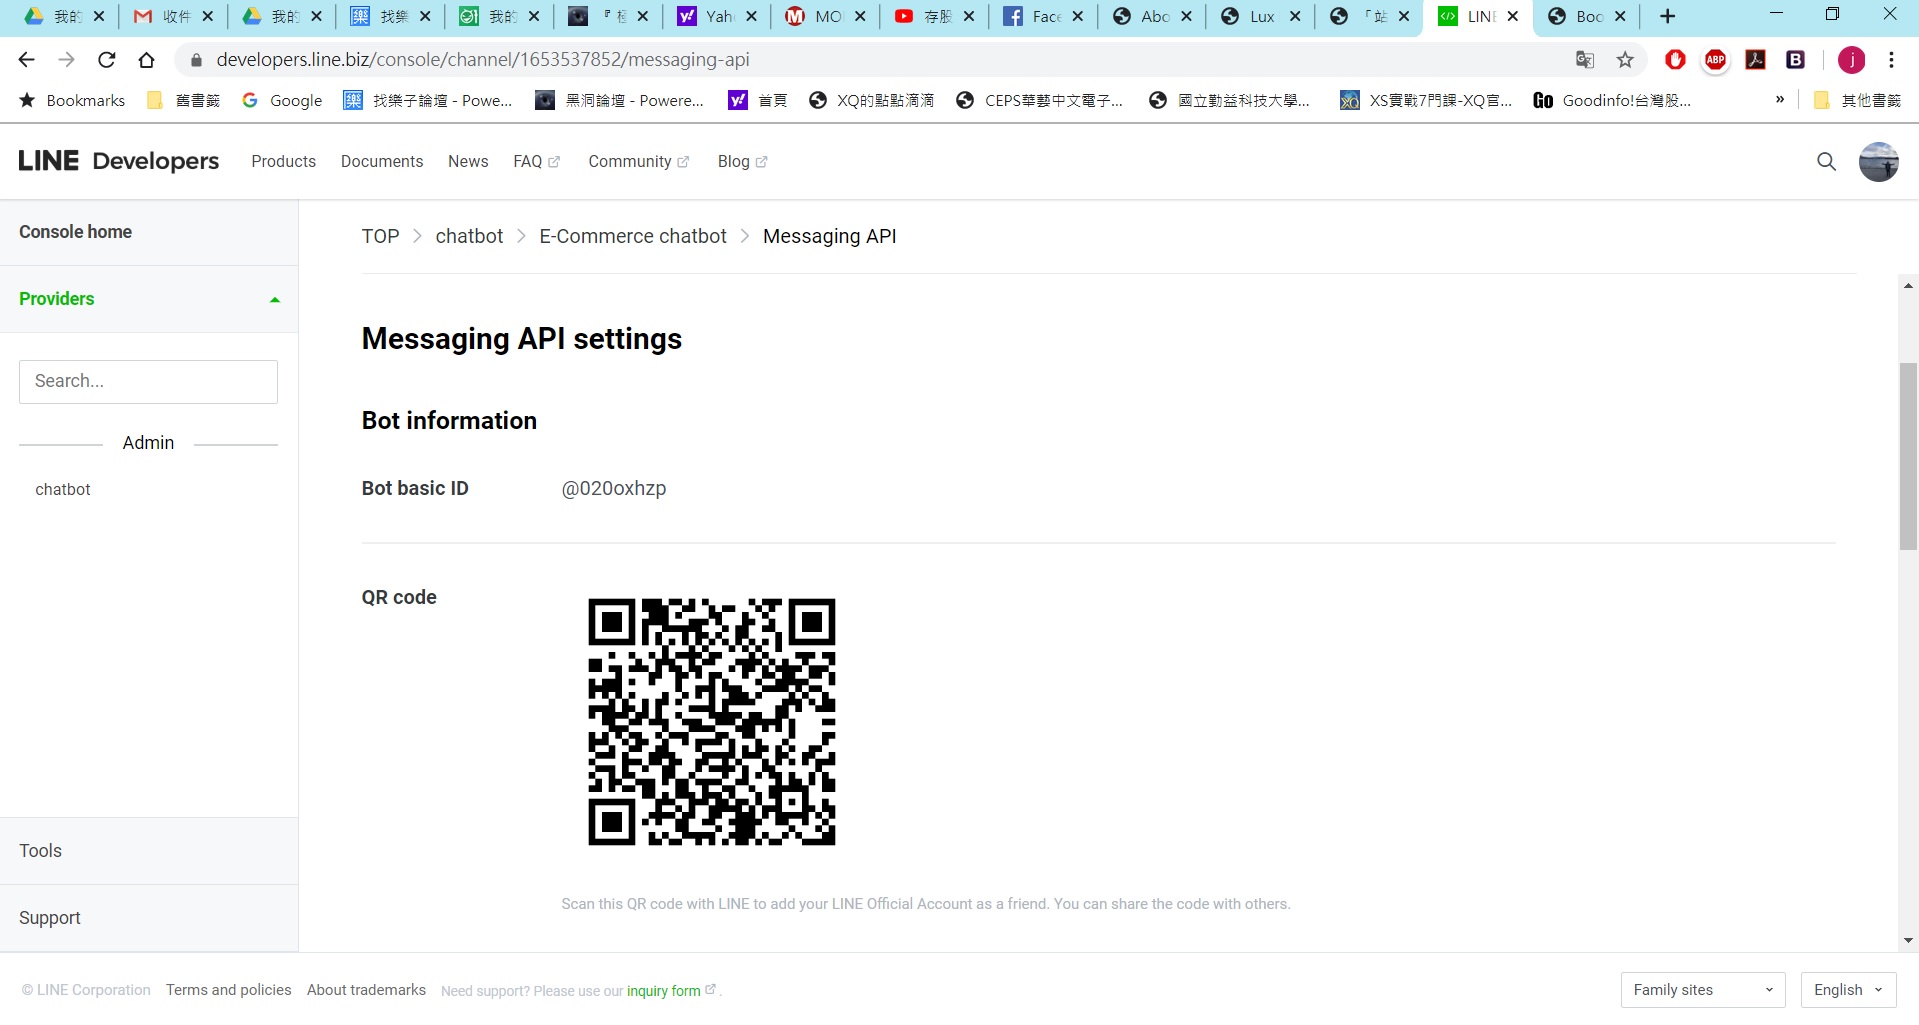 我的
收件
我的
找樂
我的
『 極
Yah
MO
存股
Face
Abo
Lux
「站
LINE
Boo
developers.line.biz/console/channel/1653537852/messaging-api
Bookmarks 舊書籤 Google 找樂子論壇 - Powe... 黑洞論壇 - Powere... 首頁 XQ的點點滴滴 CEPS華藝中文電子... 國立勤益科技大學... XS實戰7門課-XQ官... Goodinfo!台灣股... » 其他書籤
LINE Developers Products Documents News FAQ Community Blog
Console home
Providers
Search...
Admin
chatbot
Tools
Support
TOP > chatbot > E-Commerce chatbot > Messaging API
Messaging API settings
Bot information
Bot basic ID @020oxhzp
QR code
Scan this QR code with LINE to add your LINE Official Account as a friend. You can share the code with others.
© LINE Corporation Terms and policies About trademarks Need support? Please use our inquiry form .
Family sites English